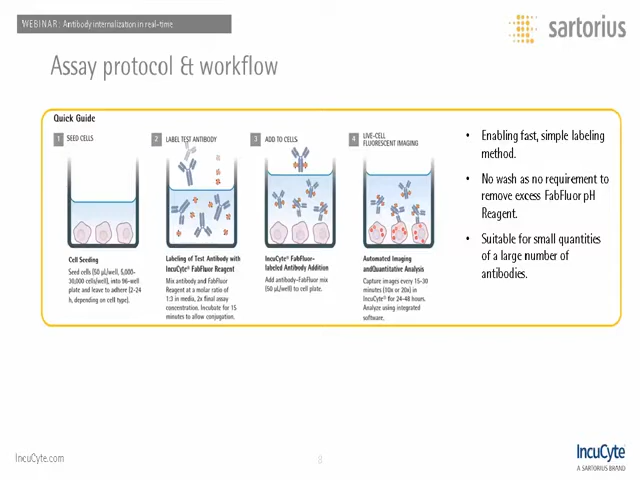 WEBINAR: Antibody internalization in real-time
sartorius
Assay protocol & workflow
Quick Guide
1 SEED CELLS
Cell Seeding
Seed cells (50 µL/well, 5,000-
30,000 cells/well), into 96-well
plate and leave to adhere (2-24
h, depending on cell type).
2 LABEL TEST ANTIBODY
Labeling of Test Antibody with
IncuCyte® FabFluor Reagent
Mix antibody and FabFluor
Reagent at a molar ratio of
1:3 in media, 2x final assay
concentration. Incubate for 15
minutes to allow conjugation.
3 ADD TO CELLS
IncuCyte® FabFluor-
labeled Antibody Addition
Add antibody-FabFluor mix
(50 µL/well) to cell plate.
4 LIVE-CELL
FLUORESCENT IMAGING
Automated Imaging
andQuantitative Analysis
Capture images every 15-30
minutes (10x or 20x) in
IncuCyte® for 24-48 hours.
Analyze using integrated
software.
• Enabling fast, simple labeling
method.
• No wash as no requirement to
remove excess FabFluor pH
Reagent.
• Suitable for small quantities
of a large number of
antibodies.
IncuCyte.com
8
IncuCyte
A SARTORIUS BRAND